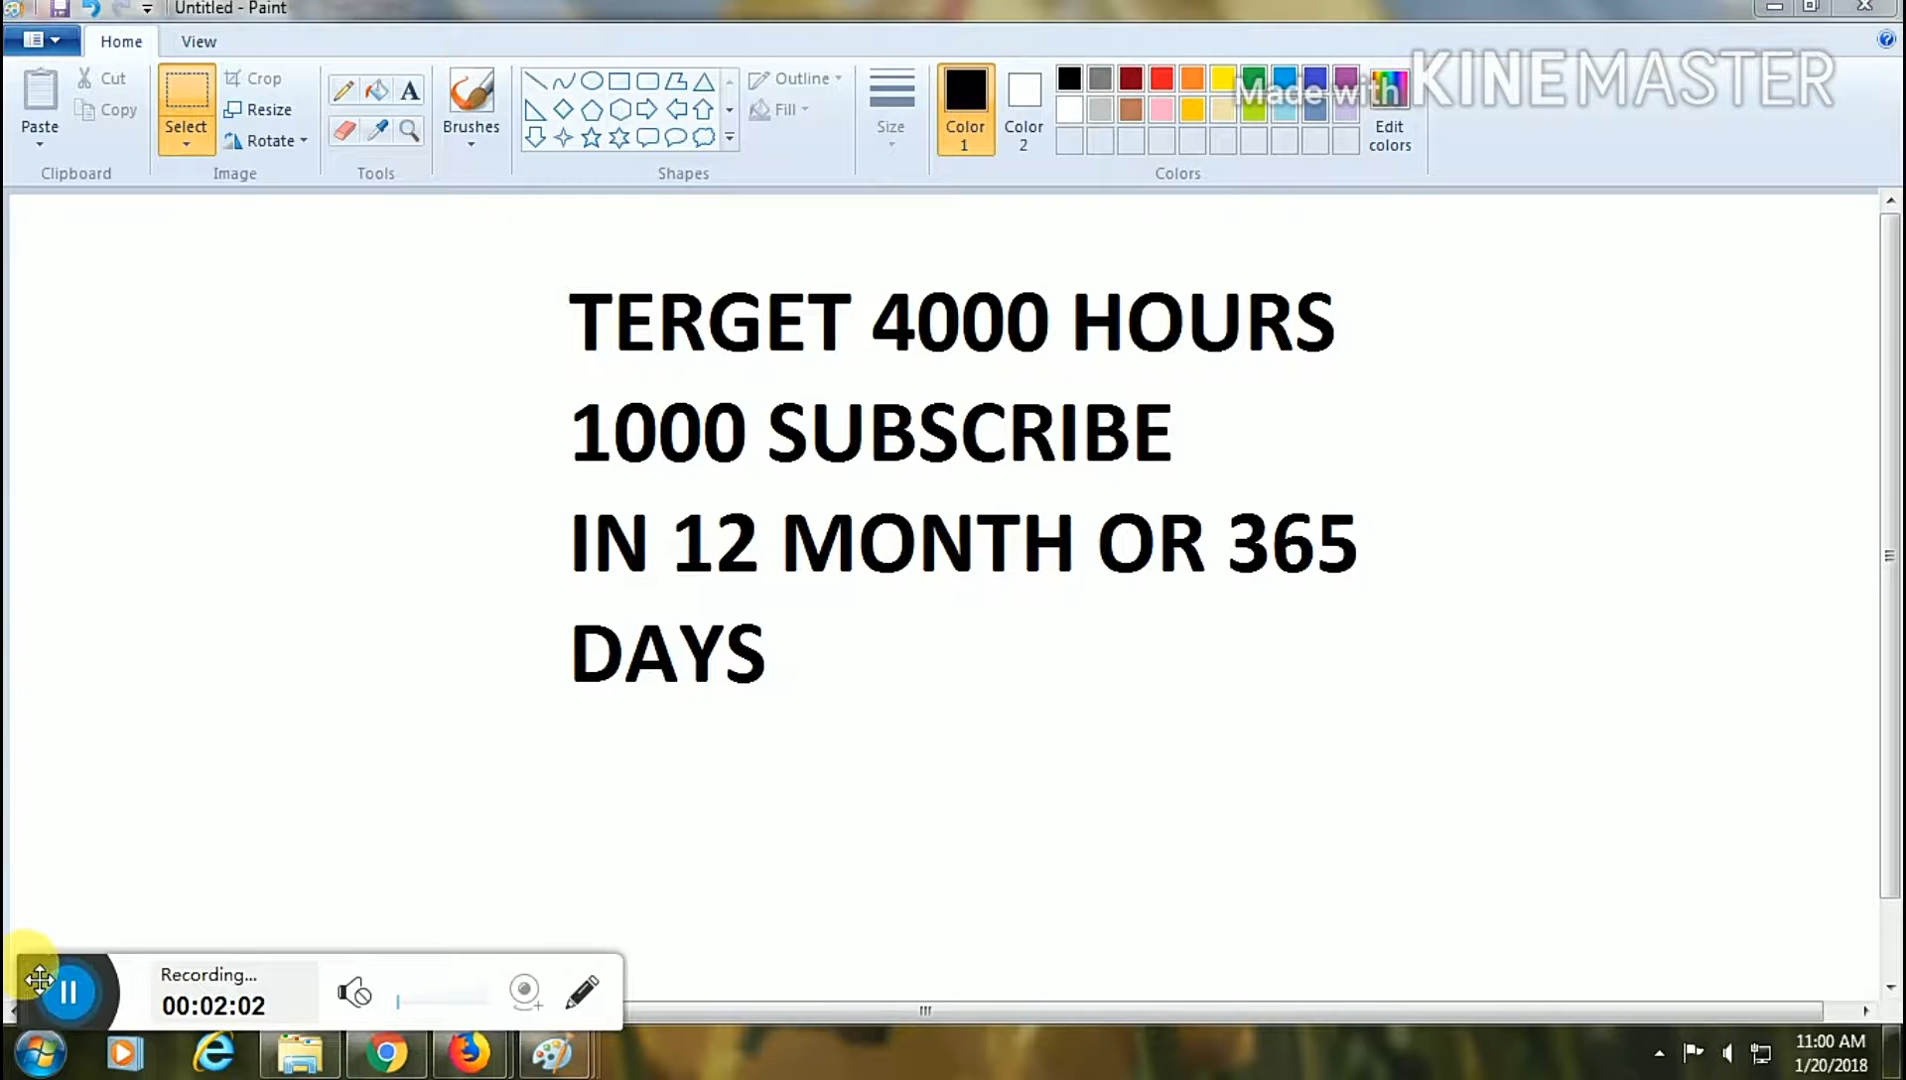 Untitled - Paint
Home
View
Cut
Crop
Outline
Made with KINEMASTER
Copy
Resize
Fill
Paste
Select
Rotate
Brushes
Size
Color 1
Color 2
Edit colors
Clipboard
Image
Tools
Shapes
Colors
TERGET 4000 HOURS
1000 SUBSCRIBE
IN 12 MONTH OR 365
DAYS
Recording...
00:02:02
11:00 AM
1/20/2018